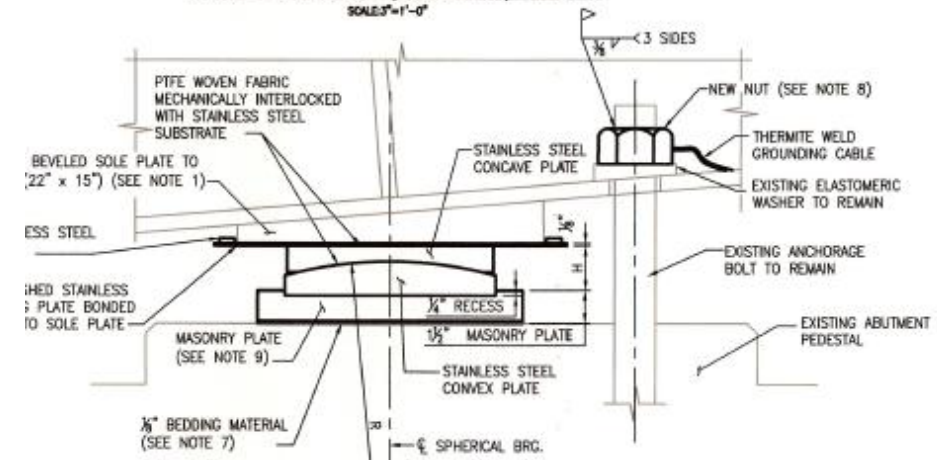 SCALE:3"=1'-0"
3 SIDES
PTFE WOVEN FABRIC
MECHANICALLY INTERLOCKED
WITH STAINLESS STEEL
SUBSTRATE
NEW NUT (SEE NOTE 8)
THERMITE WELD
GROUNDING CABLE
STAINLESS STEEL
CONCAVE PLATE
BEVELED SOLE PLATE TO
(22" x 15") (SEE NOTE 1)
EXISTING ELASTOMERIC
WASHER TO REMAIN
ESS STEEL
H
EXISTING ANCHORAGE
BOLT TO REMAIN
SHED STAINLESS
G PLATE BONDED
TO SOLE PLATE
1/4" RECESS
1 1/2" MASONRY PLATE
MASONRY PLATE
(SEE NOTE 9)
EXISTING ABUTMENT
PEDESTAL
STAINLESS STEEL
CONVEX PLATE
1/8" BEDDING MATERIAL
(SEE NOTE 7)
R
℄ SPHERICAL BRG.